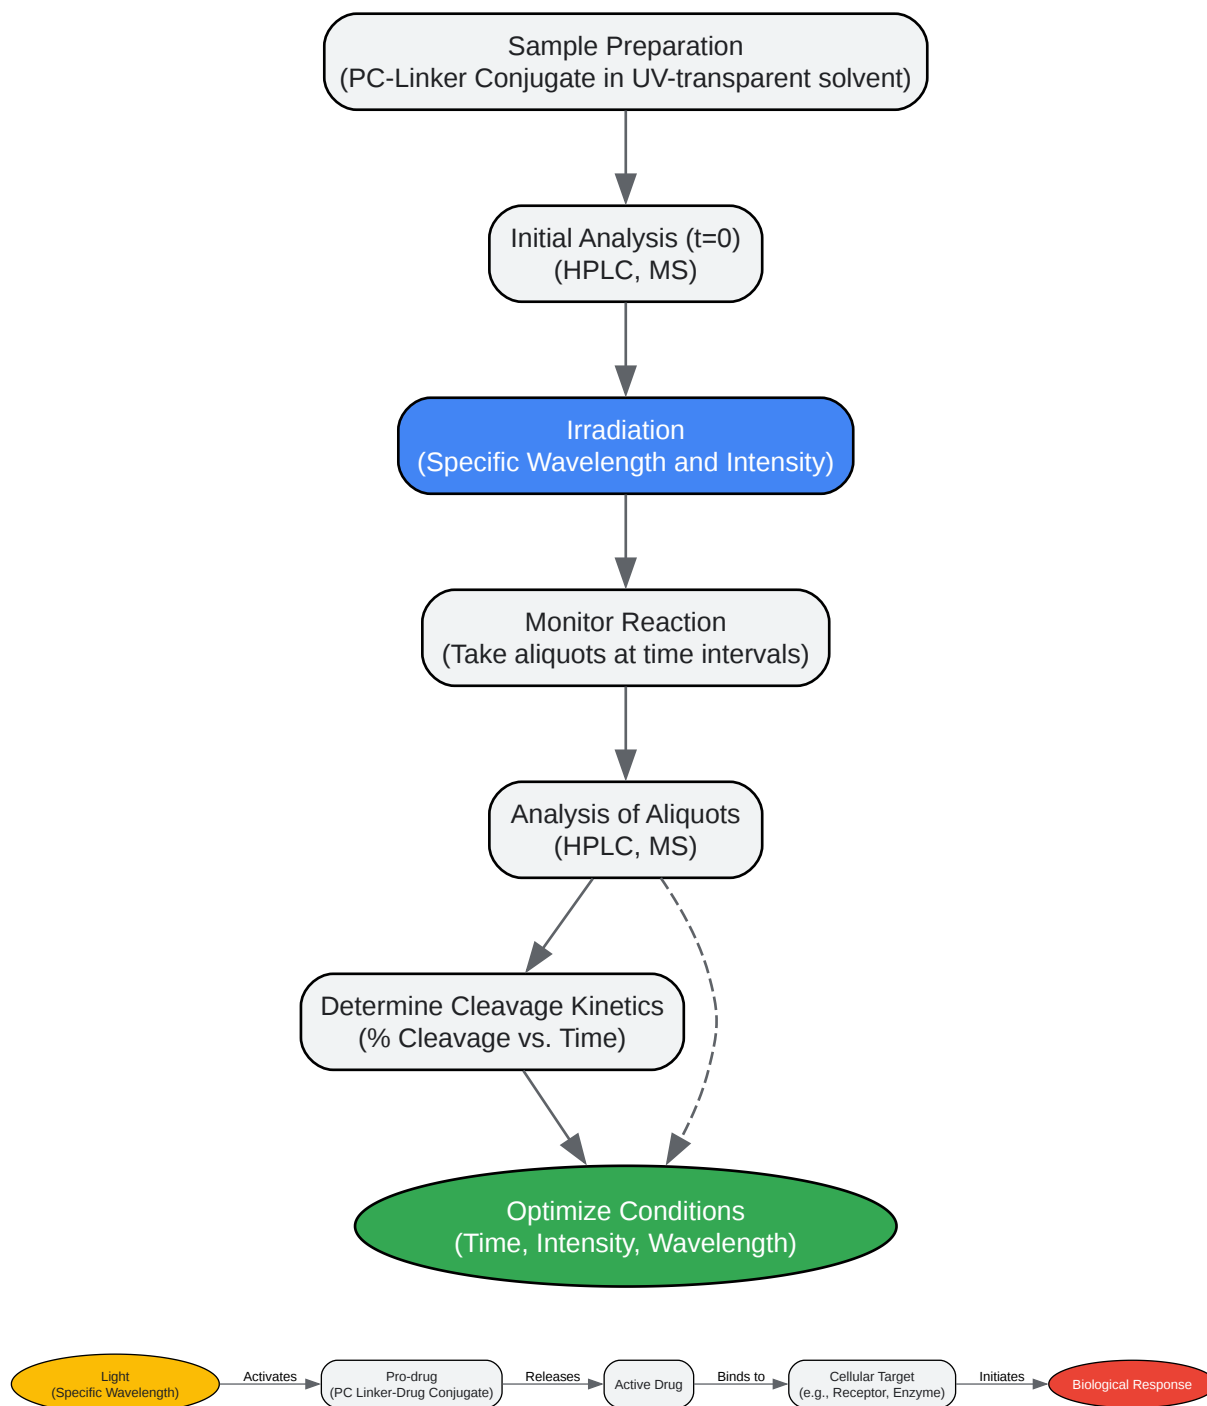 Sample Preparation
(PC-Linker Conjugate in UV-transparent solvent)
Initial Analysis (t=0)
(HPLC, MS)
Irradiation
(Specific Wavelength and Intensity)
Monitor Reaction
(Take aliquots at time intervals)
Analysis of Aliquots
(HPLC, MS)
Determine Cleavage Kinetics
(% Cleavage vs. Time)
Optimize Conditions
(Time, Intensity, Wavelength)
Light
(Specific Wavelength)
Activates
Pro-drug
(PC Linker-Drug Conjugate)
Releases
Active Drug
Binds to
Cellular Target
(e.g., Receptor, Enzyme)
Initiates
Biological Response